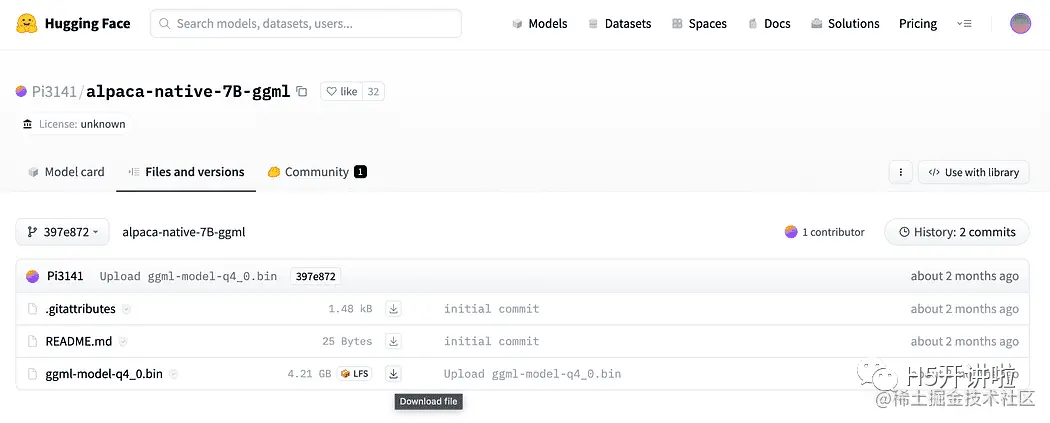 Hugging Face Search models, datasets, users... Models Datasets Spaces Docs Solutions Pricing
Pi3141/alpaca-native-7B-ggml like 32
License: unknown
Model card Files and versions Community 1 Use with library
397e872 alpaca-native-7B-ggml 1 contributor History: 2 commits
Pi3141 Upload ggml-model-q4_0.bin 397e872 about 2 months ago
.gitattributes 1.48 kB initial commit about 2 months ago
README.md 25 Bytes initial commit about 2 months ago
ggml-model-q4_0.bin 4.21 GB LFS Upload ggml-model-q4_0.bin
H5开讲啦
Download file
@稀土掘金技术社区